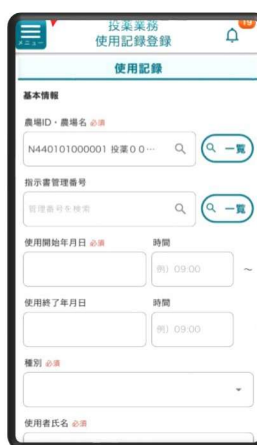 メニュー
投薬業務
使用記録登録
19
使用記録
基本情報
農場ID・農場名 必須
N440101000001 投薬００… 一覧
指示書管理番号
管理番号を検索 一覧
使用開始年月日 必須 時間
例）09:00 ～
使用終了年月日 時間
例）09:00
種別 必須
使用者氏名 必須